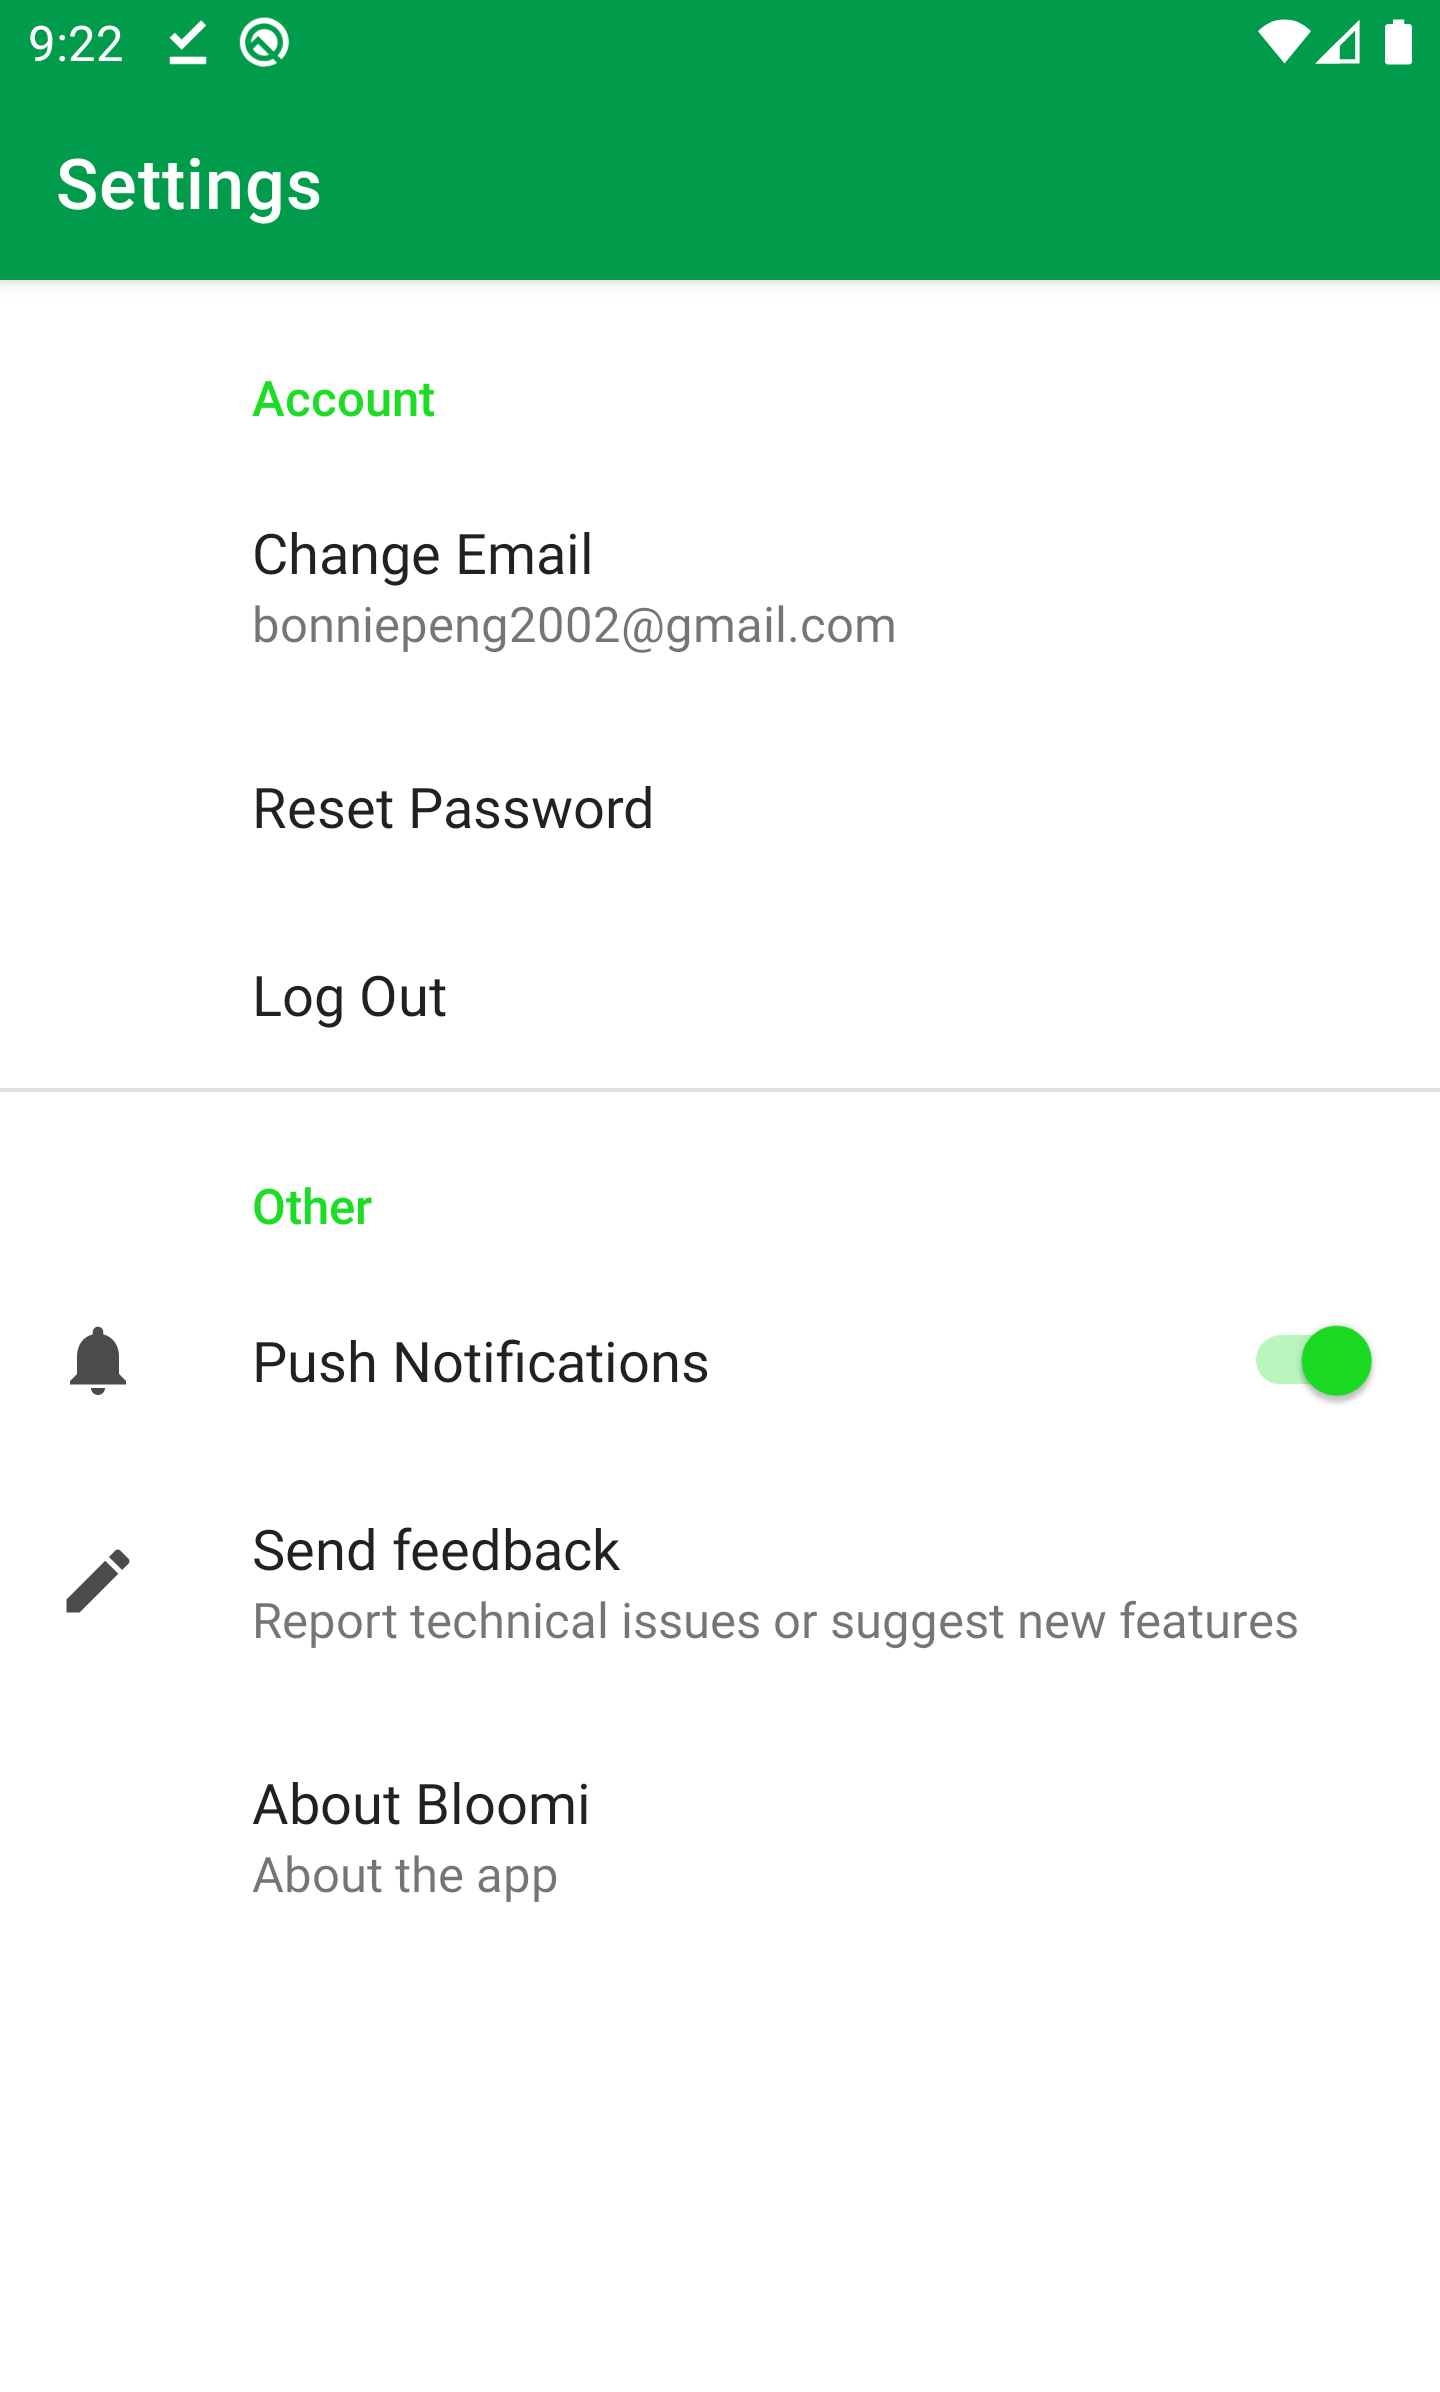 9:22
Settings
Account
Change Email
bonniepeng2002@gmail.com
Reset Password
Log Out
Other
Push Notifications
Send feedback
Report technical issues or suggest new features
About Bloomi
About the app